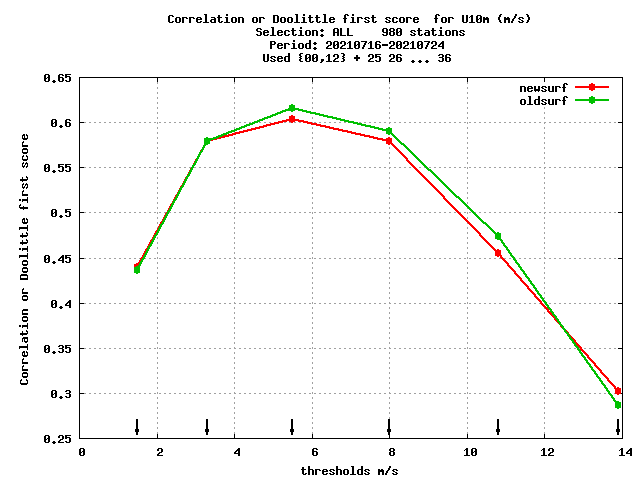 Correlation or Doolittle first score  for U10m (m/s)
Selection: ALL    980 stations
Period: 20210716-20210724
Used {00,12} + 25 26 ... 36
newsurf
oldsurf
Correlation or Doolittle first score
0.65
0.6
0.55
0.5
0.45
0.4
0.35
0.3
0.25
0 2 4 6 8 10 12 14
thresholds m/s